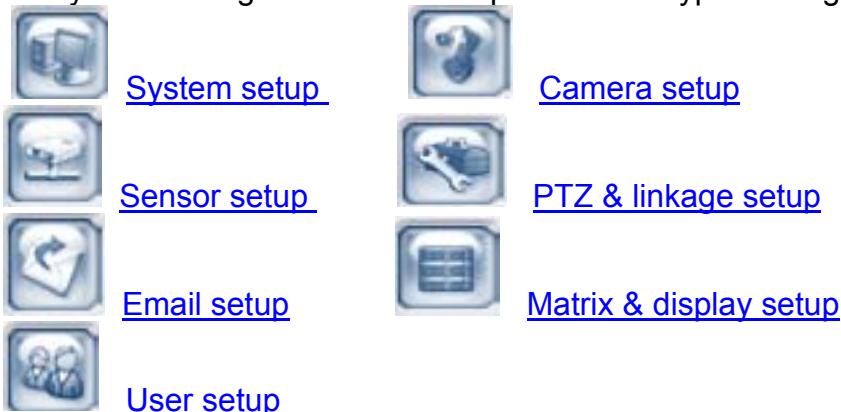 System setup Camera setup
Sensor setup PTZ & linkage setup
Email setup Matrix & display setup
User setup